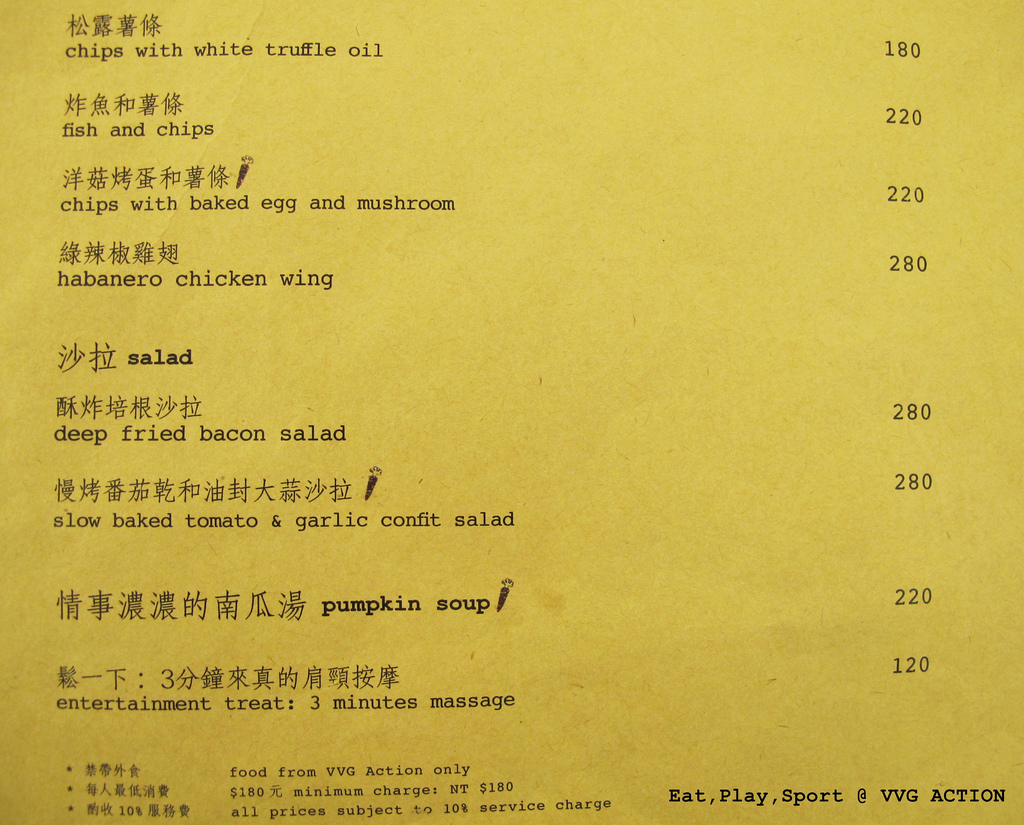 松露薯條
chips with white truffle oil 180
炸魚和薯條
fish and chips 220
洋菇烤蛋和薯條
chips with baked egg and mushroom 220
綠辣椒雞翅
habanero chicken wing 280
沙拉 salad
酥炸培根沙拉
deep fried bacon salad 280
慢烤番茄乾和油封大蒜沙拉
slow baked tomato & garlic confit salad 280
情事濃濃的南瓜湯 pumpkin soup 220
鬆一下：3分鐘來真的肩頸按摩
entertainment treat: 3 minutes massage 120
* 禁帶外食 food from VVG Action only
* 每人最低消費 $180元 minimum charge: NT $180
* 酌收10%服務費 all prices subject to 10% service charge
Eat,Play,Sport @ VVG ACTION